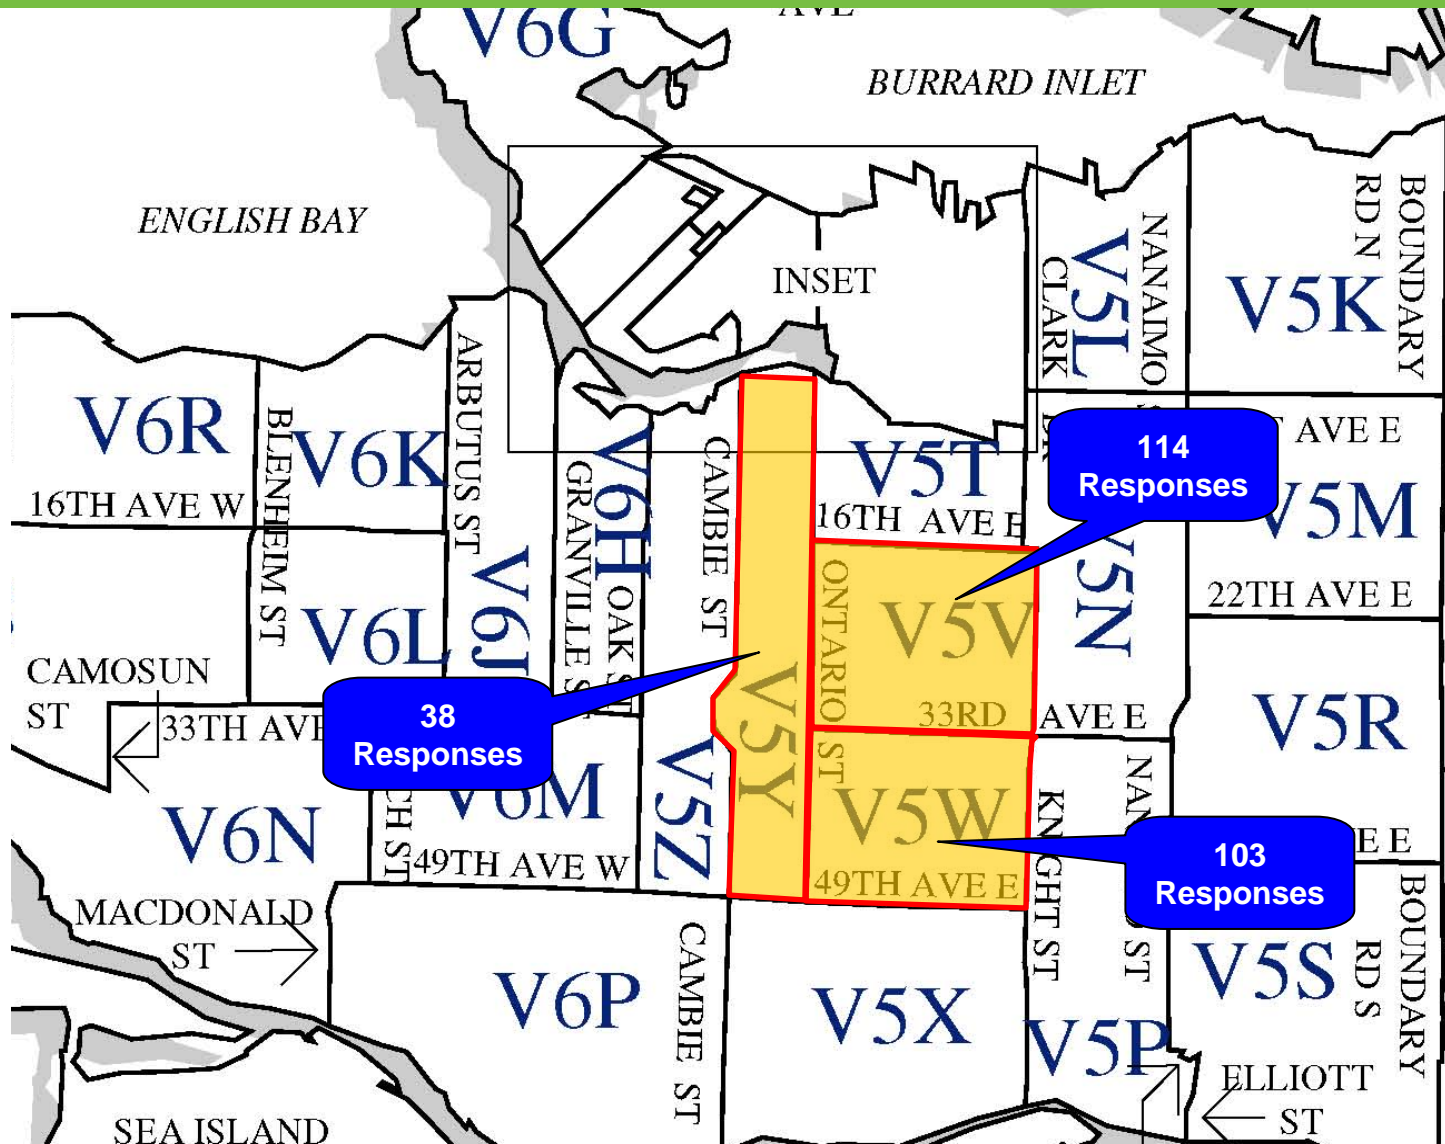 AVE
V6G
BURRARD INLET
ENGLISH BAY
INSET
CLARK
V5L
NANAIMO
V5K
BOUNDARY
RD N
V6R
BLENHEIM ST
V6K
ARBUTUS ST
16TH AVE W
V6H
GRANVILLE S
OAK ST
CAMBIE ST
V5T
16TH AVE E
114
Responses
AVE E
V5M
22TH AVE E
V6L
V6J
ONTARIO
ST
V5V
V5N
CAMOSUN
ST
33TH AVE
33RD
AVE E
V5R
38
Responses
V5Y
V5Z
V5W
V6N
CH ST
V6M
49TH AVE W
49TH AVE E
KNIGHT ST
NAN
ST
103
Responses
E E
MACDONALD
ST
V6P
CAMBIE ST
V5X
V5P
V5S
BOUNDARY
RD S
ELLIOTT
ST
SEA ISLAND